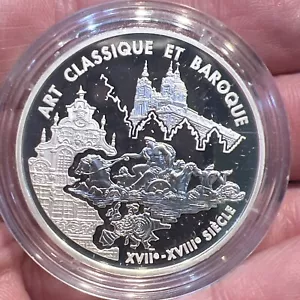 ART CLASSIQUE ET BAROQUE
XVIIe-XVIIIe SIÈCLE